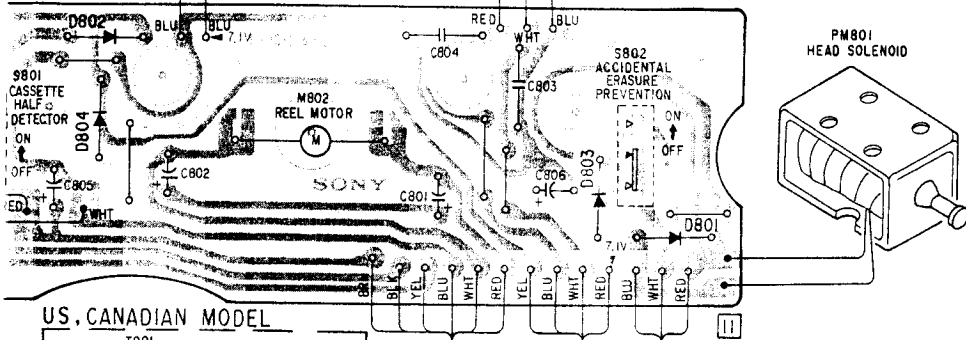 D802
BLU
BLU
7.1V
RED
WHT
BLU
C804
S802
ACCIDENTAL
ERASURE
PREVENTION
PM801
HEAD SOLENOID
S801
CASSETTE
HALF
DETECTOR
ON
OFF
D804
M802
REEL MOTOR
M
C803
ON
OFF
C802
SONY
C805
C801
C806
D803
WHT
D801
7.1V
BLK
YEL
BLU
WHT
RED
YEL
BLU
WHT
RED
BLU
WHT
RED
US, CANADIAN MODEL
11